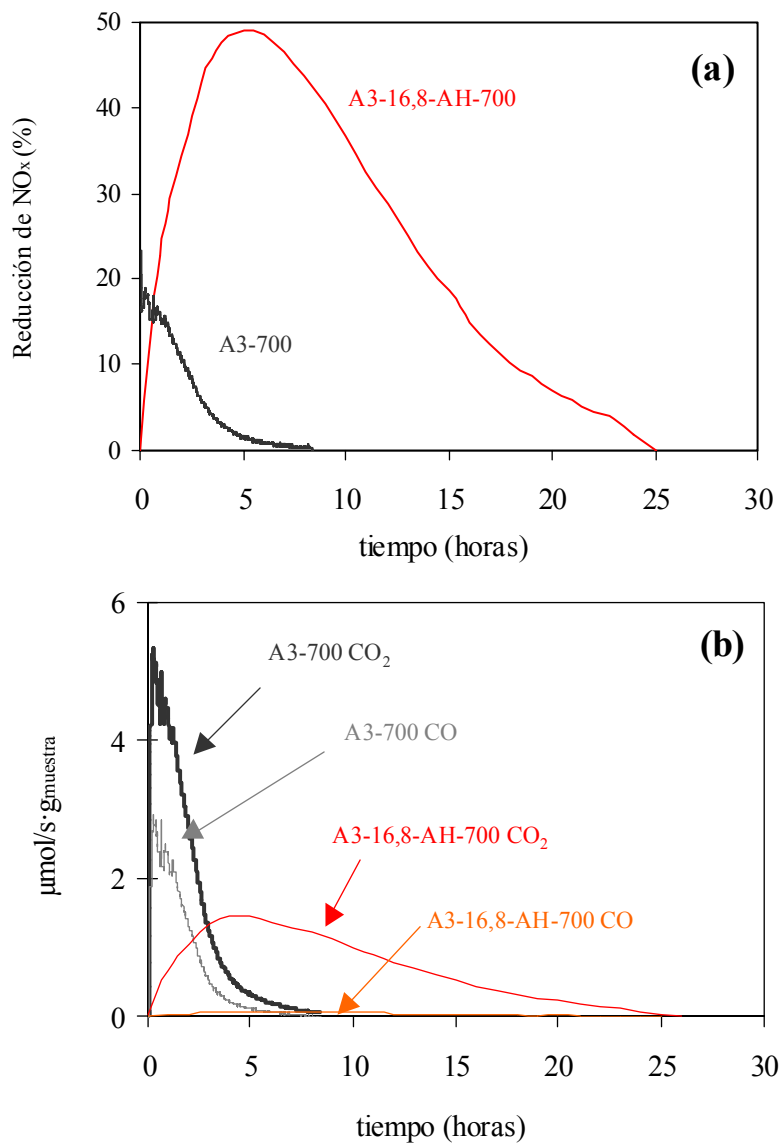 50
(a)
A3-16,8-AH-700
40
Reducción de NOx (%)
30
20
A3-700
10
0
0 5 10 15 20 25 30
tiempo (horas)
6
(b)
A3-700 CO₂
A3-700 CO
4
µmol/s·gmuestra
A3-16,8-AH-700 CO₂
2
A3-16,8-AH-700 CO
0
0 5 10 15 20 25 30
tiempo (horas)